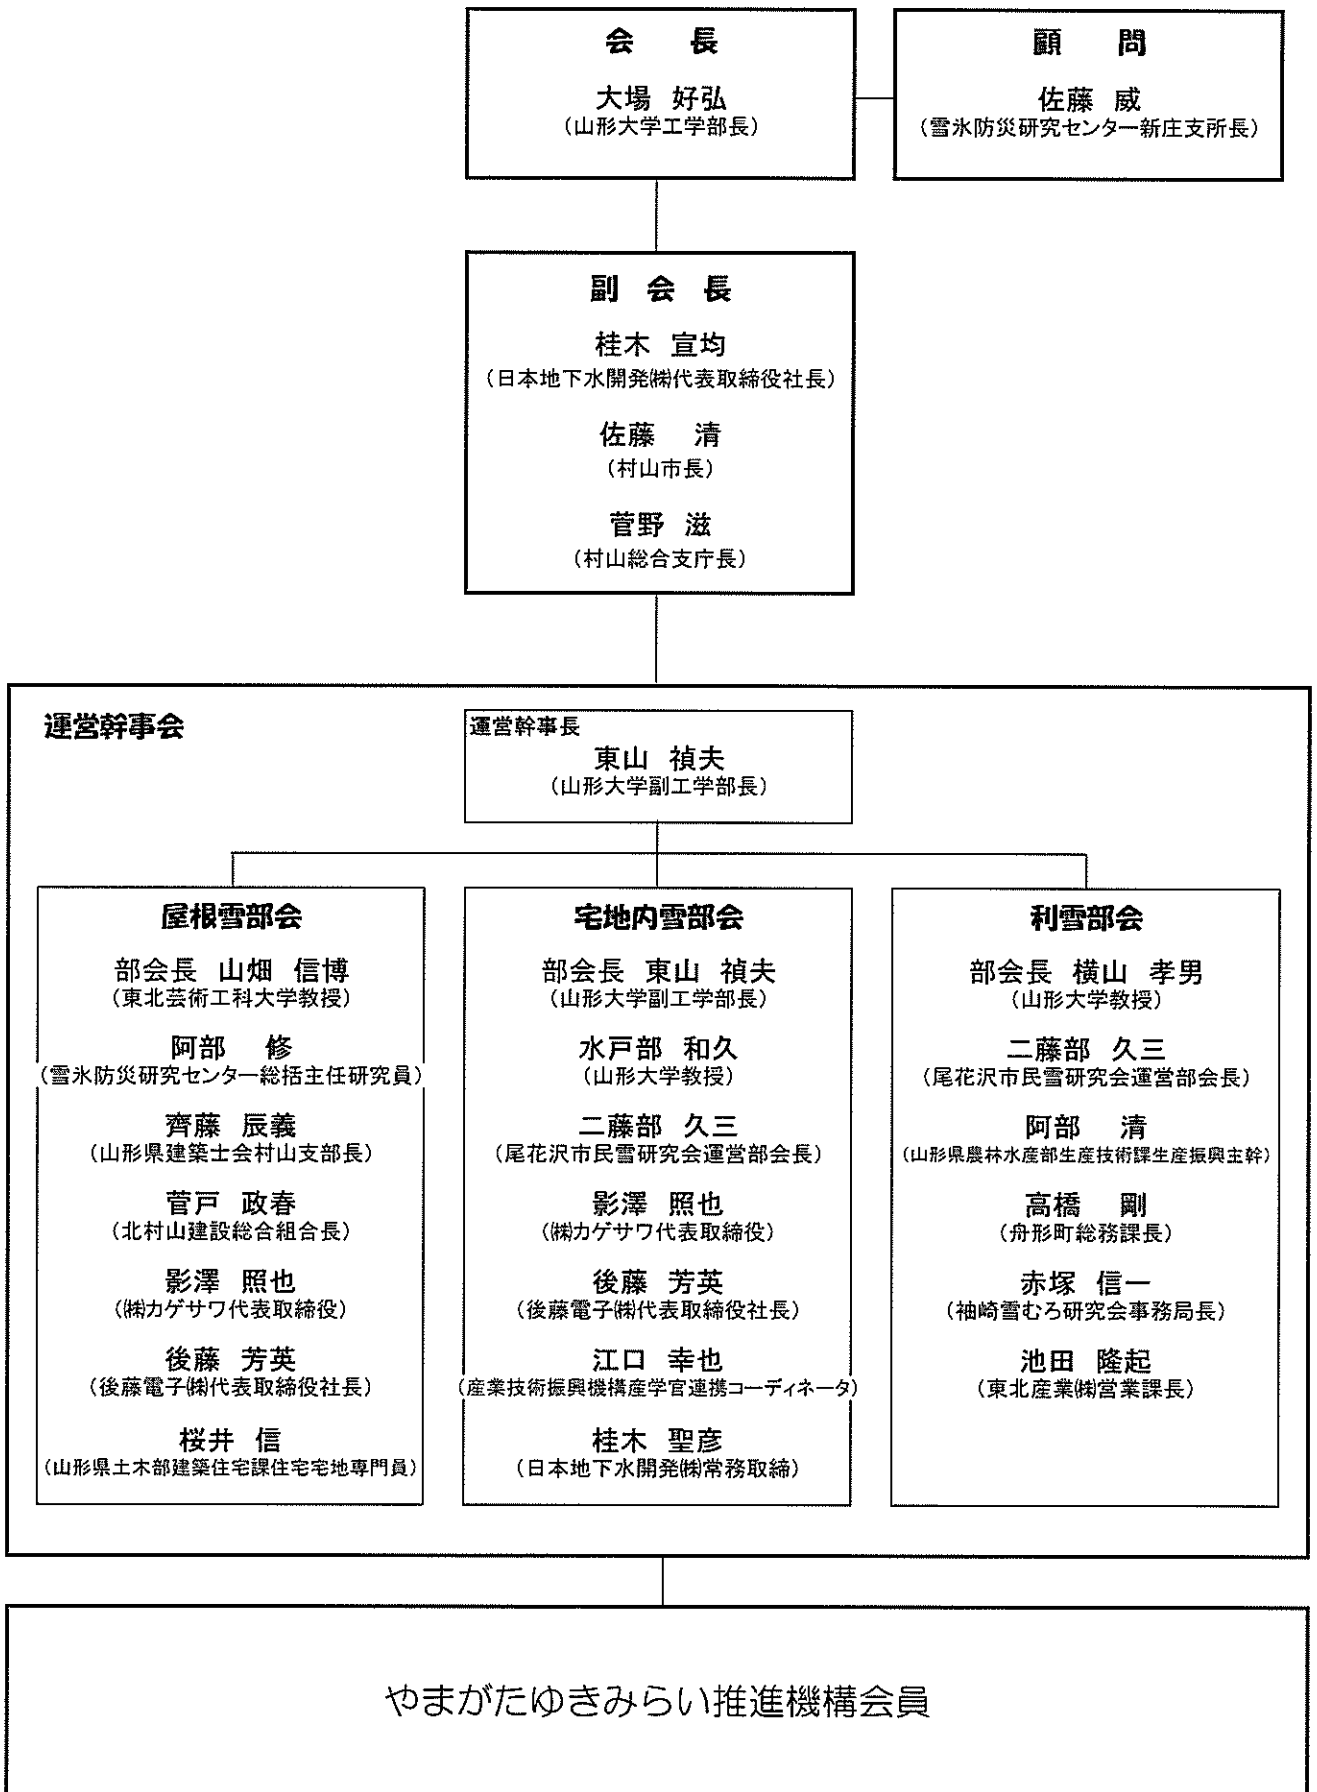 会　長
大場 好弘
（山形大学工学部長）
顧　問
佐藤 威
（雪氷防災研究センター新庄支所長）
副 会 長
桂木 宣均
（日本地下水開発㈱代表取締役社長）
佐藤　清
（村山市長）
菅野 滋
（村山総合支庁長）
運営幹事会
運営幹事長
東山 禎夫
（山形大学副工学部長）
屋根雪部会
部会長 山畑 信博
（東北芸術工科大学教授）
阿部　修
（雪氷防災研究センター総括主任研究員）
齊藤 辰義
（山形県建築士会村山支部長）
菅戸 政春
（北村山建設総合組合長）
影澤 照也
（㈱カゲサワ代表取締役）
後藤 芳英
（後藤電子㈱代表取締役社長）
桜井 信
（山形県土木部建築住宅課住宅宅地専門員）
宅地内雪部会
部会長 東山 禎夫
（山形大学副工学部長）
水戸部 和久
（山形大学教授）
二藤部 久三
（尾花沢市民雪研究会運営部会長）
影澤 照也
（㈱カゲサワ代表取締役）
後藤 芳英
（後藤電子㈱代表取締役社長）
江口 幸也
（産業技術振興機構産学官連携コーディネータ）
桂木 聖彦
（日本地下水開発㈱常務取締）
利雪部会
部会長 横山 孝男
（山形大学教授）
二藤部 久三
（尾花沢市民雪研究会運営部会長）
阿部　清
（山形県農林水産部生産技術課生産振興主幹）
高橋　剛
（舟形町総務課長）
赤塚 信一
（袖崎雪むろ研究会事務局長）
池田 隆起
（東北産業㈱営業課長）
やまがたゆきみらい推進機構会員